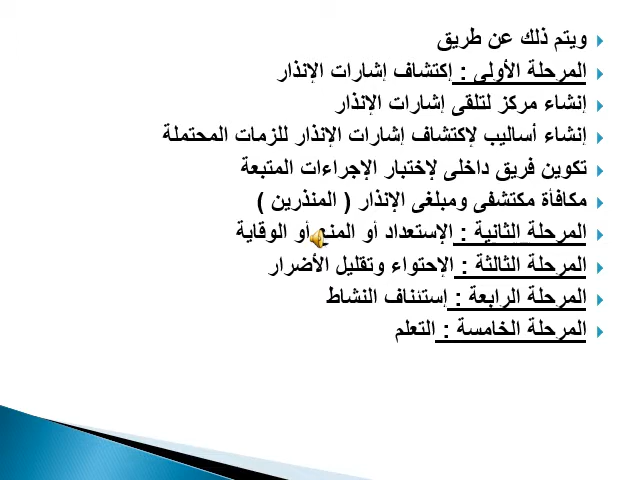 ويتم ذلك عن طريق
المرحلة الأولى : إكتشاف إشارات الإنذار
إنشاء مركز لتلقى إشارات الإنذار
إنشاء أساليب لإكتشاف إشارات الإنذار للزمات المحتملة
تكوين فريق داخلى لإختبار الإجراءات المتبعة
مكافأة مكتشفى ومبلغى الإنذار ( المنذرين )
المرحلة الثانية : الإستعداد أو المنع أو الوقاية
المرحلة الثالثة : الإحتواء وتقليل الأضرار
المرحلة الرابعة : إستئناف النشاط
المرحلة الخامسة : التعلم